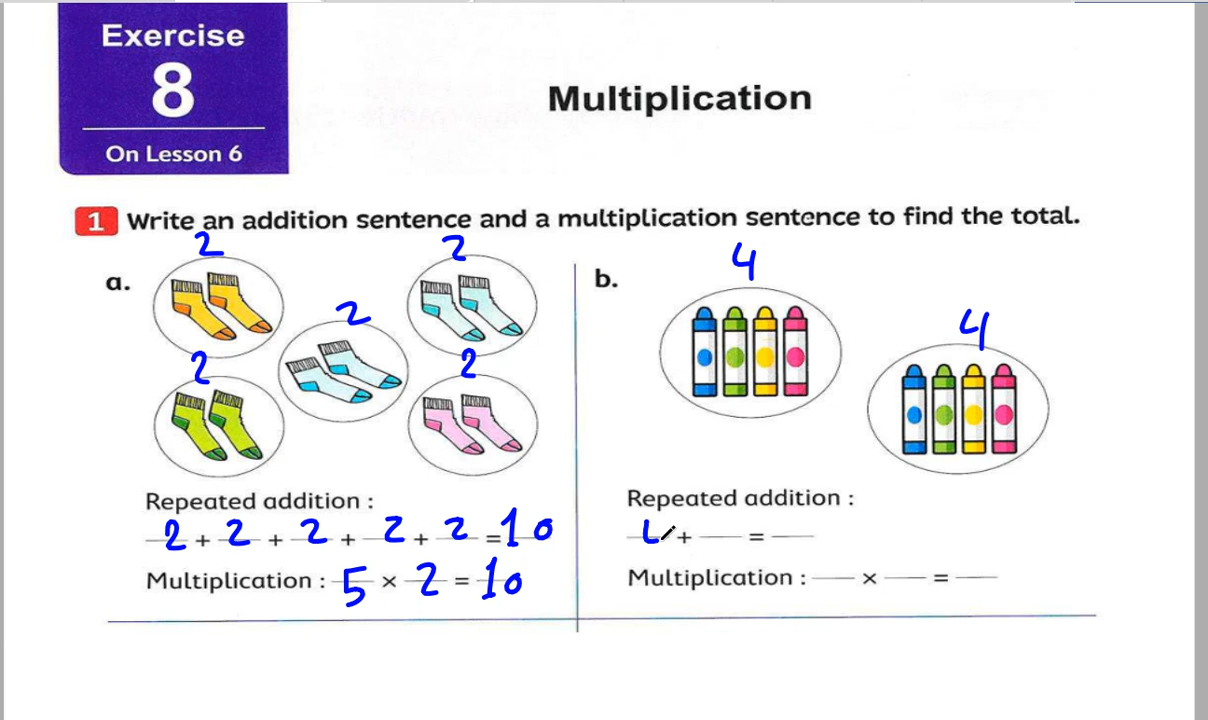 Exercise
8
On Lesson 6
Multiplication
1 Write an addition sentence and a multiplication sentence to find the total.
a.
2
2
2
2
2
Repeated addition :
2 + 2 + 2 + 2 + 2 = 10
Multiplication : 5 × 2 = 10
b.
4
4
Repeated addition :
+ =
Multiplication : × =